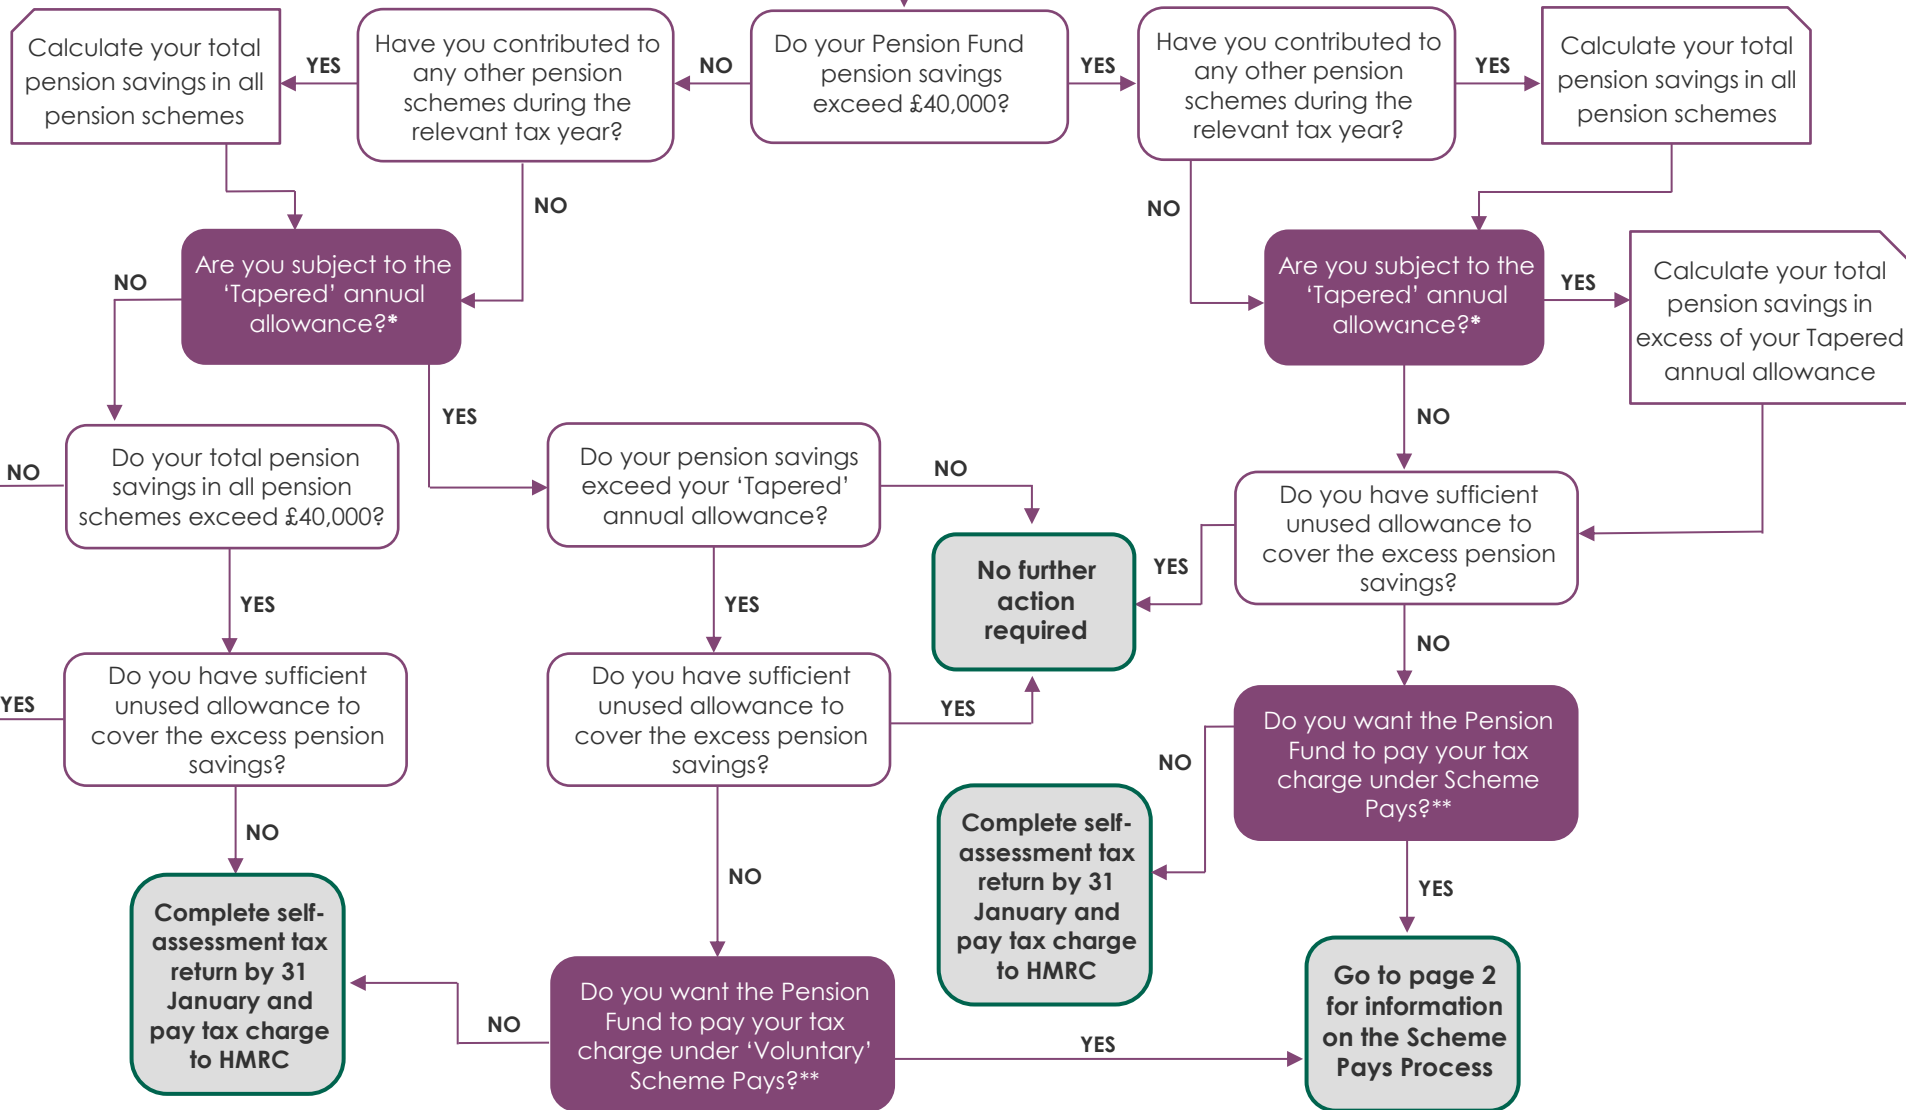 Calculate your total
pension savings in all
pension schemes
YES
Have you contributed to
any other pension
schemes during the
relevant tax year?
NO
Do your Pension Fund
pension savings
exceed £40,000?
YES
Have you contributed to
any other pension
schemes during the
relevant tax year?
YES
Calculate your total
pension savings in all
pension schemes
NO
NO
NO
Are you subject to the
‘Tapered’ annual
allowance?*
Are you subject to the
‘Tapered’ annual
allowance?*
YES
Calculate your total
pension savings in
excess of your Tapered
annual allowance
YES
NO
NO
Do your total pension
savings in all pension
schemes exceed £40,000?
Do your pension savings
exceed your ‘Tapered’
annual allowance?
NO
Do you have sufficient
unused allowance to
cover the excess pension
savings?
No further
action
required
YES
YES
YES
NO
YES
Do you have sufficient
unused allowance to
cover the excess pension
savings?
Do you have sufficient
unused allowance to
cover the excess pension
savings?
YES
Do you want the Pension
Fund to pay your tax
charge under Scheme
Pays?**
NO
NO
NO
Complete self-
assessment tax
return by 31
January and
pay tax charge
to HMRC
YES
Complete self-
assessment tax
return by 31
January and
pay tax charge
to HMRC
NO
Do you want the Pension
Fund to pay your tax
charge under ‘Voluntary’
Scheme Pays?**
YES
Go to page 2
for information
on the Scheme
Pays Process